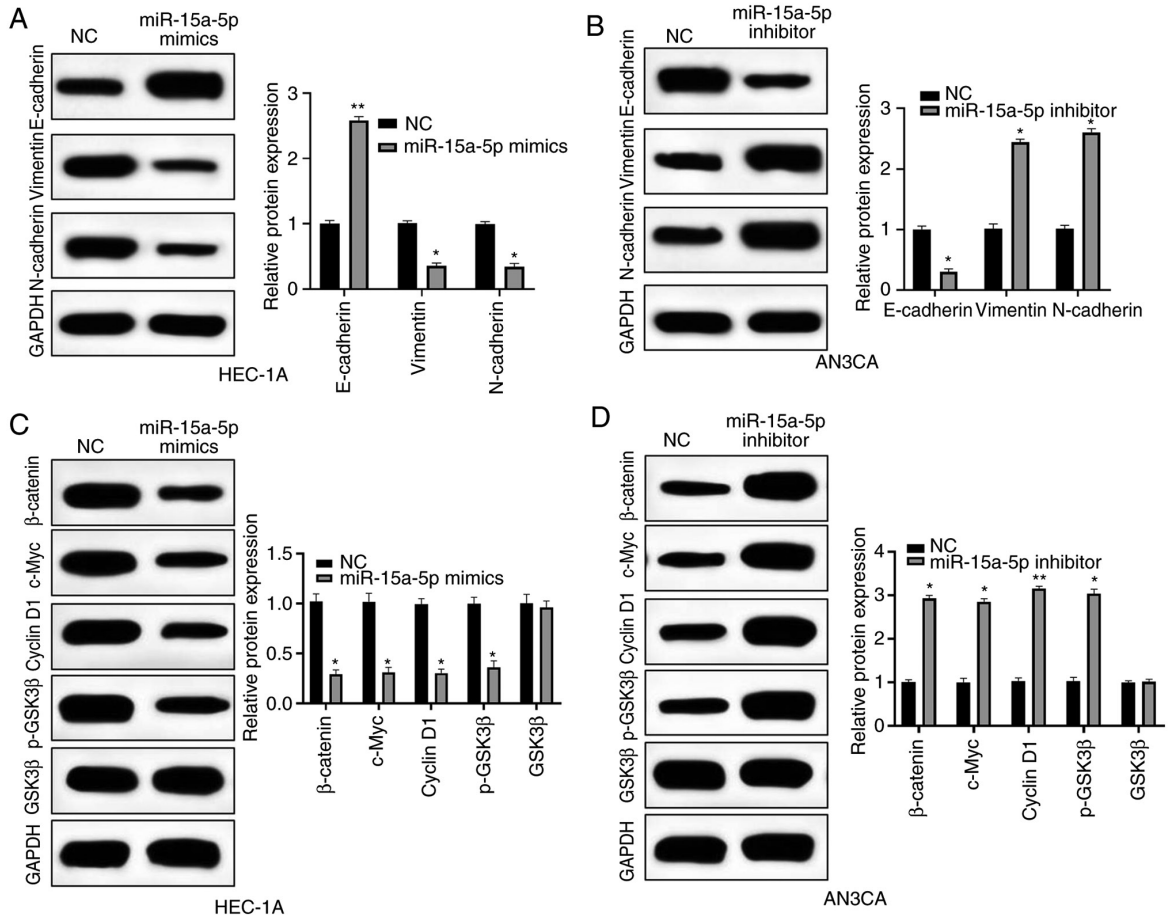 A
NC
miR-15a-5p
mimics
E-cadherin
Vimentin
N-cadherin
GAPDH
HEC-1A
Relative protein expression
3
2
1
0
**
*
*
NC
miR-15a-5p mimics
E-cadherin
Vimentin
N-cadherin
B
NC
miR-15a-5p
inhibitor
E-cadherin
Vimentin
N-cadherin
GAPDH
AN3CA
Relative protein expression
3
2
1
0
NC
miR-15a-5p inhibitor
*
*
*
E-cadherin Vimentin N-cadherin
C
NC
miR-15a-5p
mimics
β-catenin
c-Myc
Cyclin D1
p-GSK3β
GSK3β
GAPDH
HEC-1A
Relative protein expression
1.5
1.0
0.5
0.0
NC
miR-15a-5p mimics
*
*
*
*
β-catenin
c-Myc
Cyclin D1
p-GSK3β
GSK3β
D
NC
miR-15a-5p
inhibitor
β-catenin
c-Myc
Cyclin D1
p-GSK3β
GSK3β
GAPDH
AN3CA
Relative protein expression
4
3
2
1
0
NC
miR-15a-5p inhibitor
*
*
**
*
β-catenin
c-Myc
Cyclin D1
p-GSK3β
GSK3β